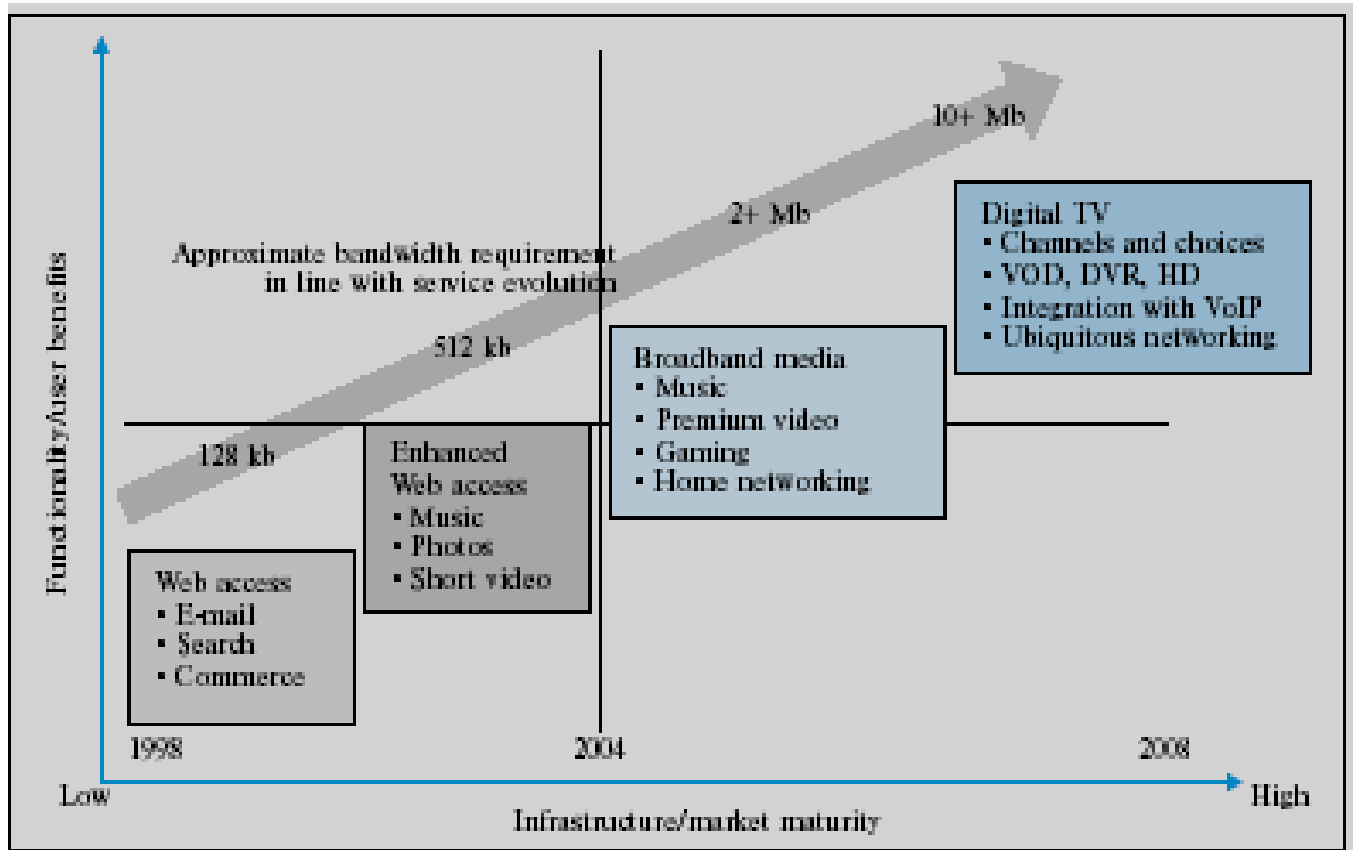 Functionality/user benefits
10+ Mb
2+ Mb
Approximate bandwidth requirement
in line with service evolution
512 kb
128 kb
Digital TV
▪ Channels and choices
▪ VOD, DVR, HD
▪ Integration with VoIP
▪ Ubiquitous networking
Broadband media
▪ Music
▪ Premium video
▪ Gaming
▪ Home networking
Enhanced
Web access
▪ Music
▪ Photos
▪ Short video
Web access
▪ E-mail
▪ Search
▪ Commerce
1998
2004
2008
Low
High
Infrastructure/market maturity